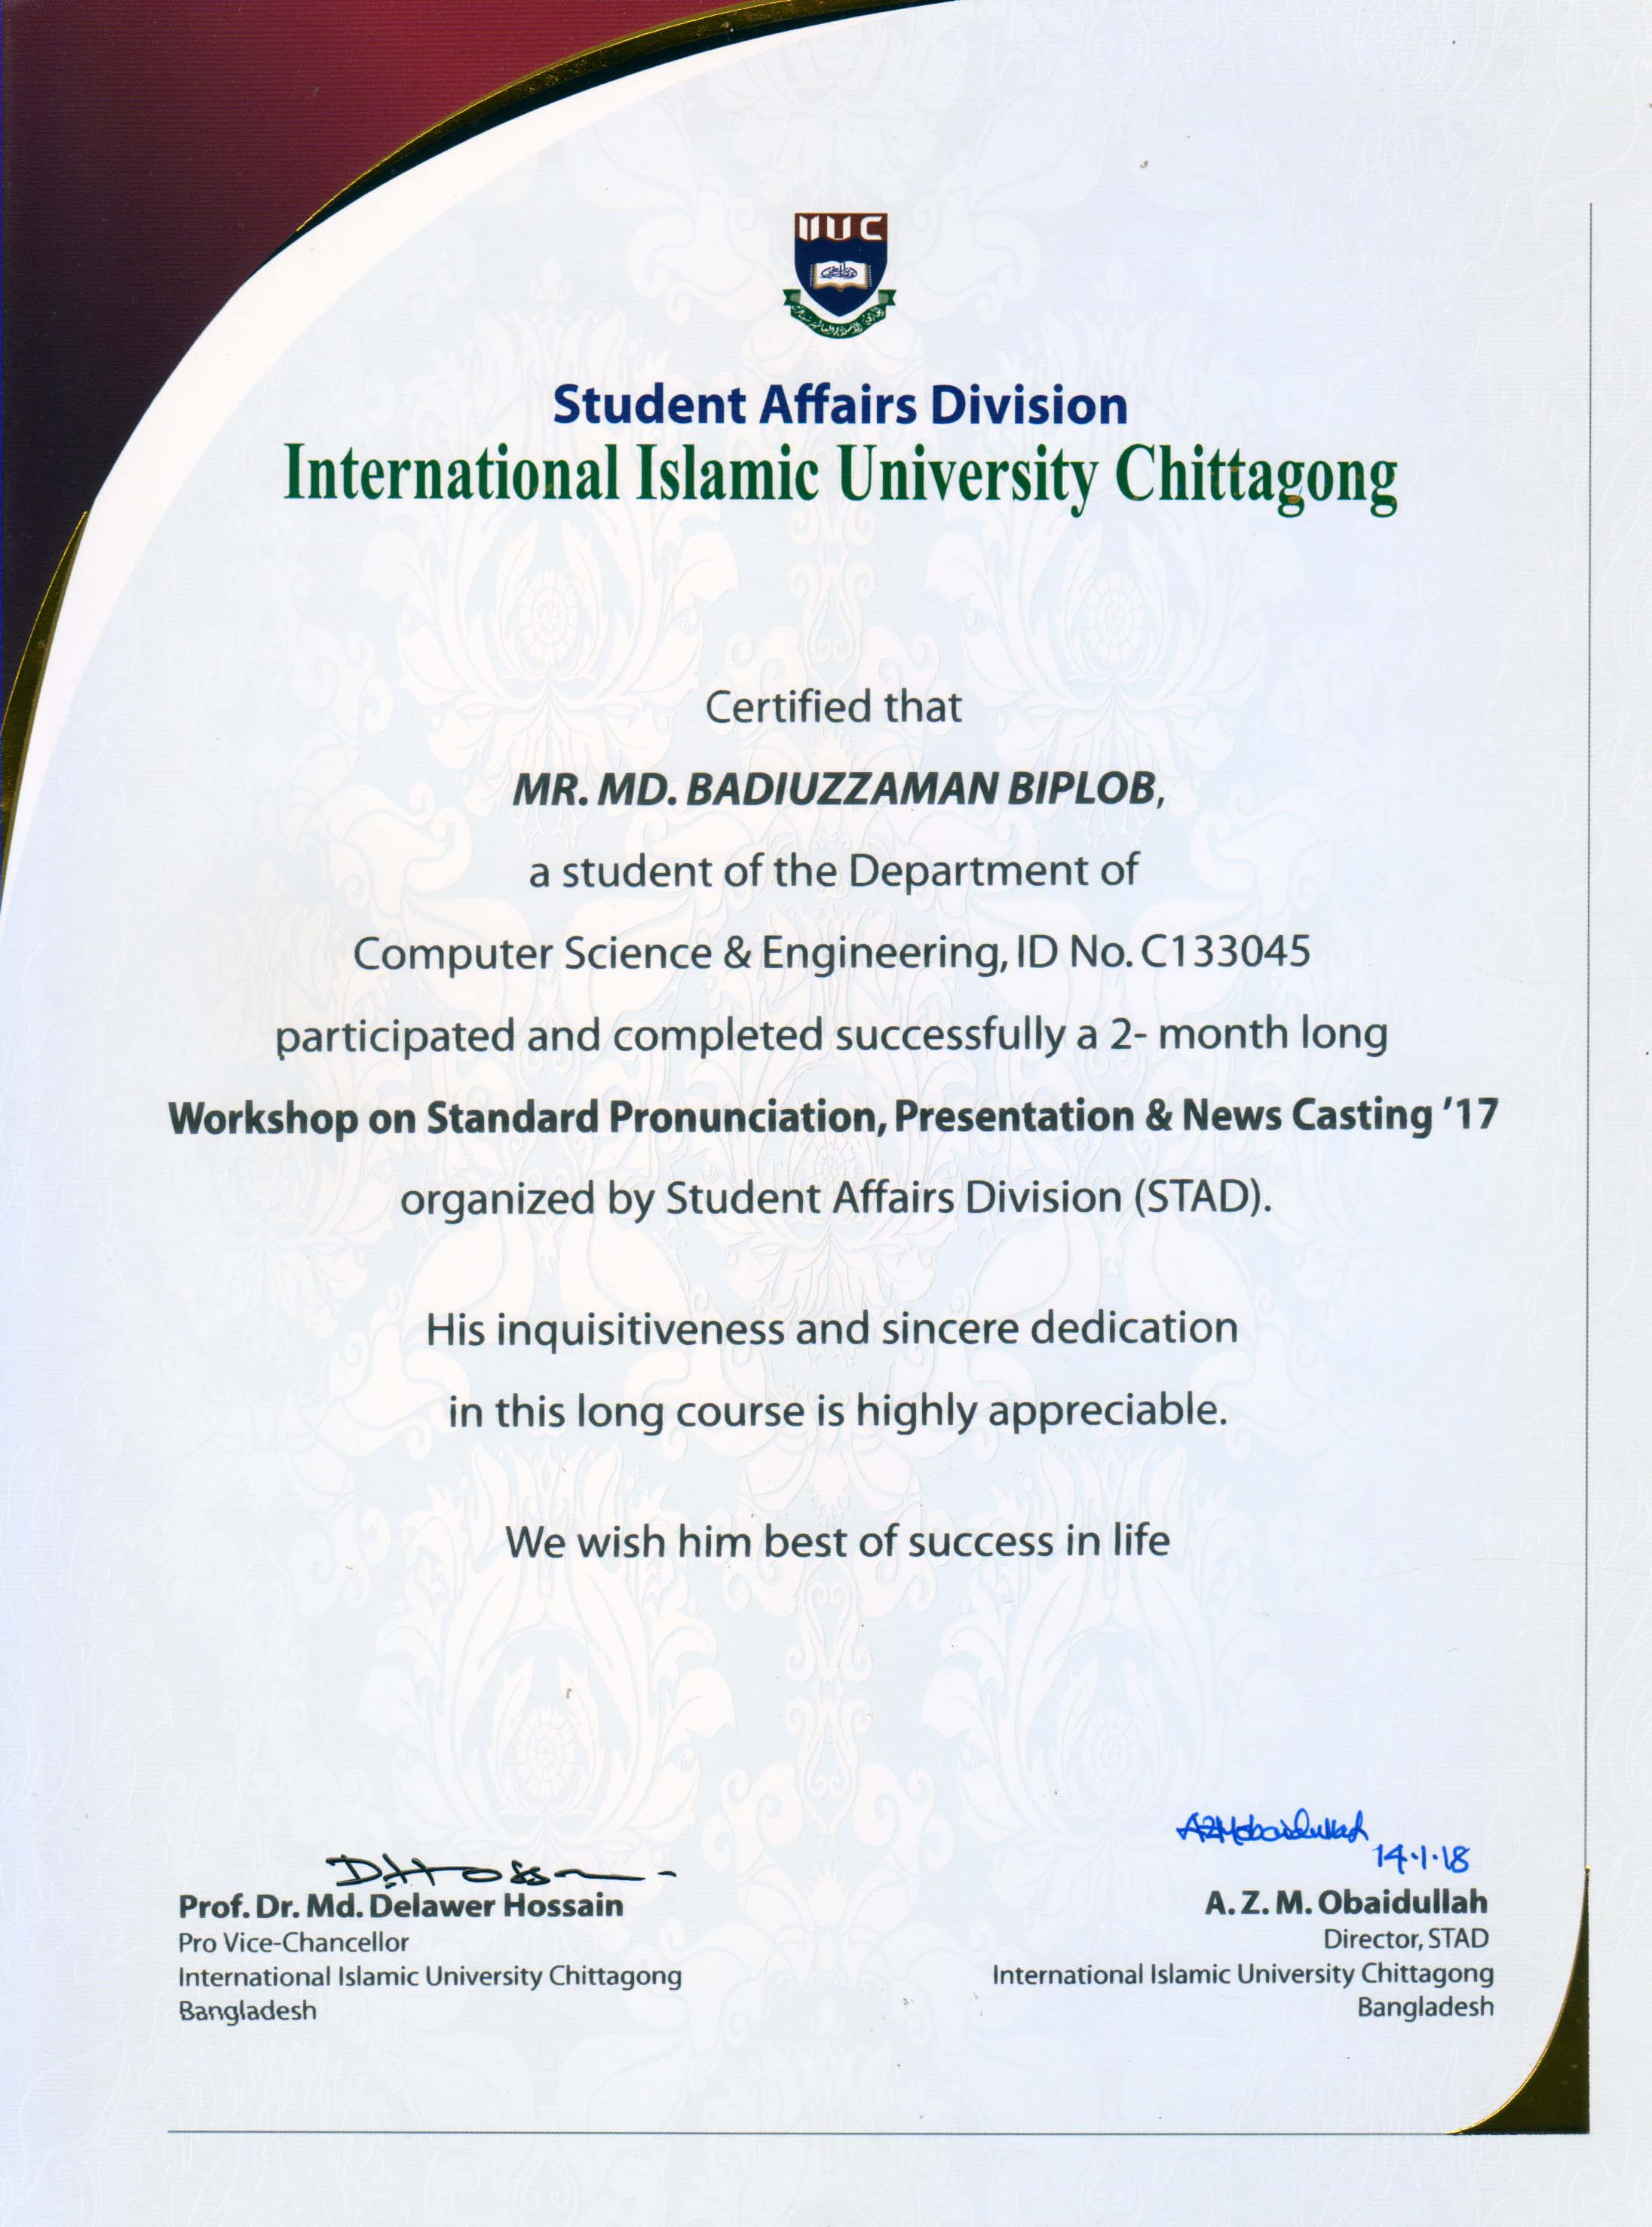 IIUC
Student Affairs Division
International Islamic University Chittagong
Certified that
MR. MD. BADIUZZAMAN BIPLOB,
a student of the Department of
Computer Science & Engineering, ID No. C133045
participated and completed successfully a 2- month long
Workshop on Standard Pronunciation, Presentation & News Casting ’17
organized by Student Affairs Division (STAD).
His inquisitiveness and sincere dedication
in this long course is highly appreciable.
We wish him best of success in life
DHossain
AZMObaidullah
14.1.18
Prof. Dr. Md. Delawer Hossain
Pro Vice-Chancellor
International Islamic University Chittagong
Bangladesh
A. Z. M. Obaidullah
Director, STAD
International Islamic University Chittagong
Bangladesh